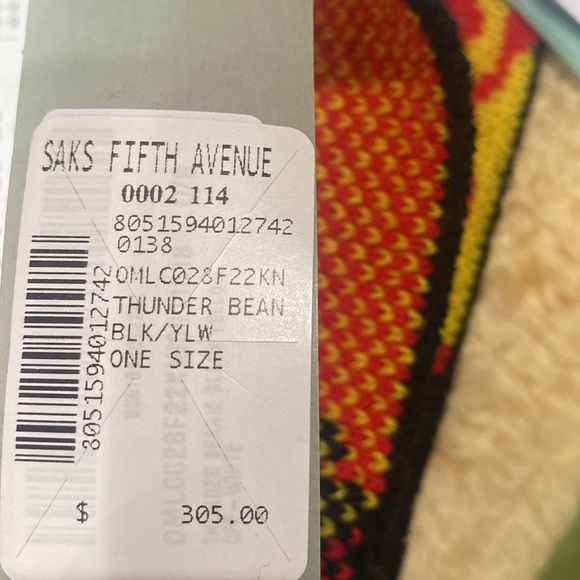 SAKS FIFTH AVENUE
0002 114
8051594012742
0138
OMLC028F22KN
THUNDER BEAN
BLK/YLW
ONE SIZE
8051594012742
$ 305.00